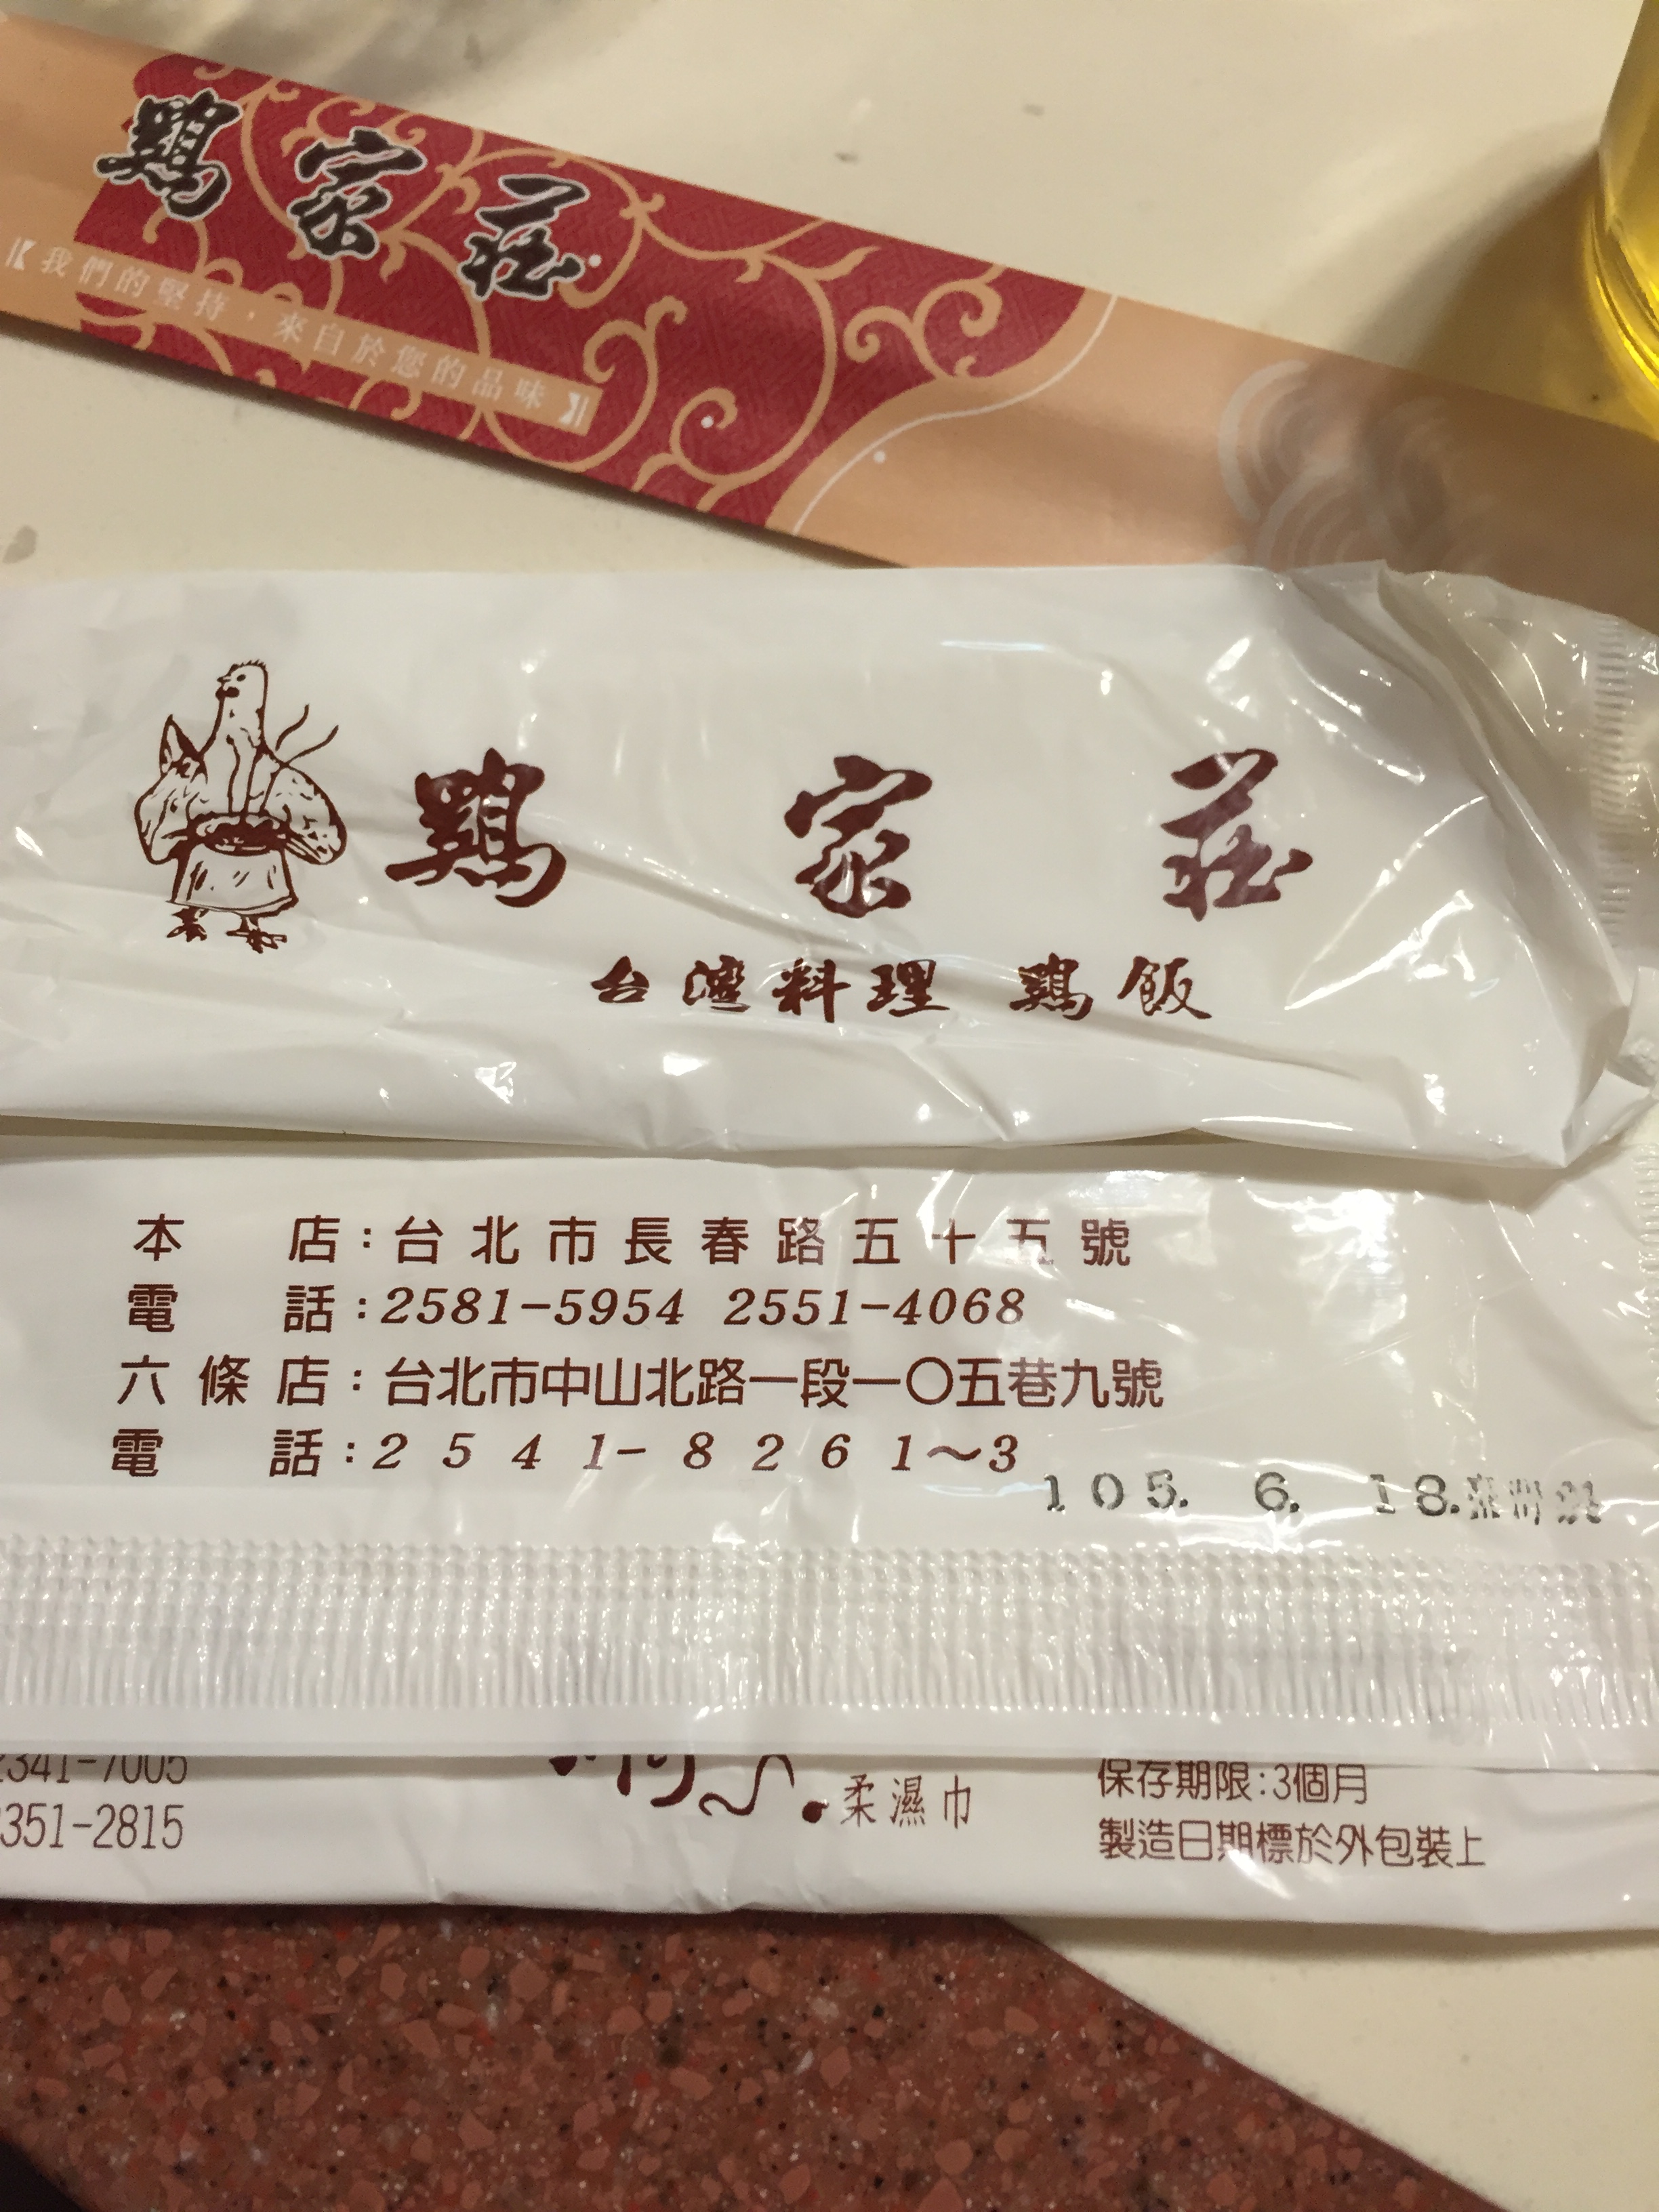 鷄家莊
【我們的堅持，來自於您的品味】
鷄家莊
台灣料理 鷄飯
本店:台北市長春路五十五號
電話:2581-5954 2551-4068
六條店:台北市中山北路一段一〇五巷九號
電話:2541-8261~3
105. 6. 18.
2341-7005
351-2815
柔濕巾
保存期限:3個月
製造日期標於外包裝上